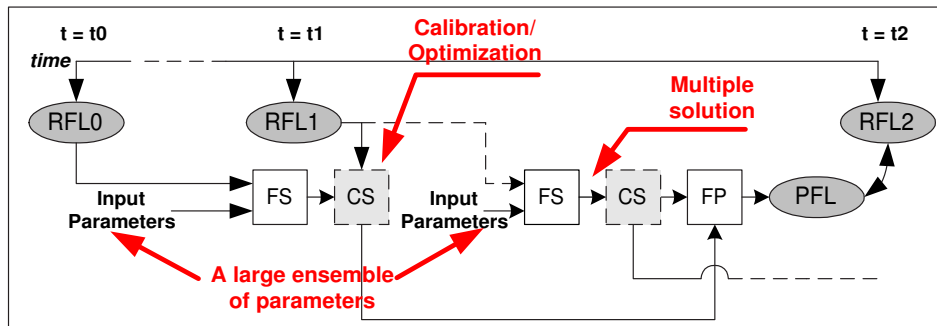 t = t0
t = t1
Calibration/
Optimization
t = t2
time
Multiple
solution
RFL0
RFL1
RFL2
Input
Parameters
FS
CS
Input
Parameters
FS
CS
FP
PFL
A large ensemble
of parameters